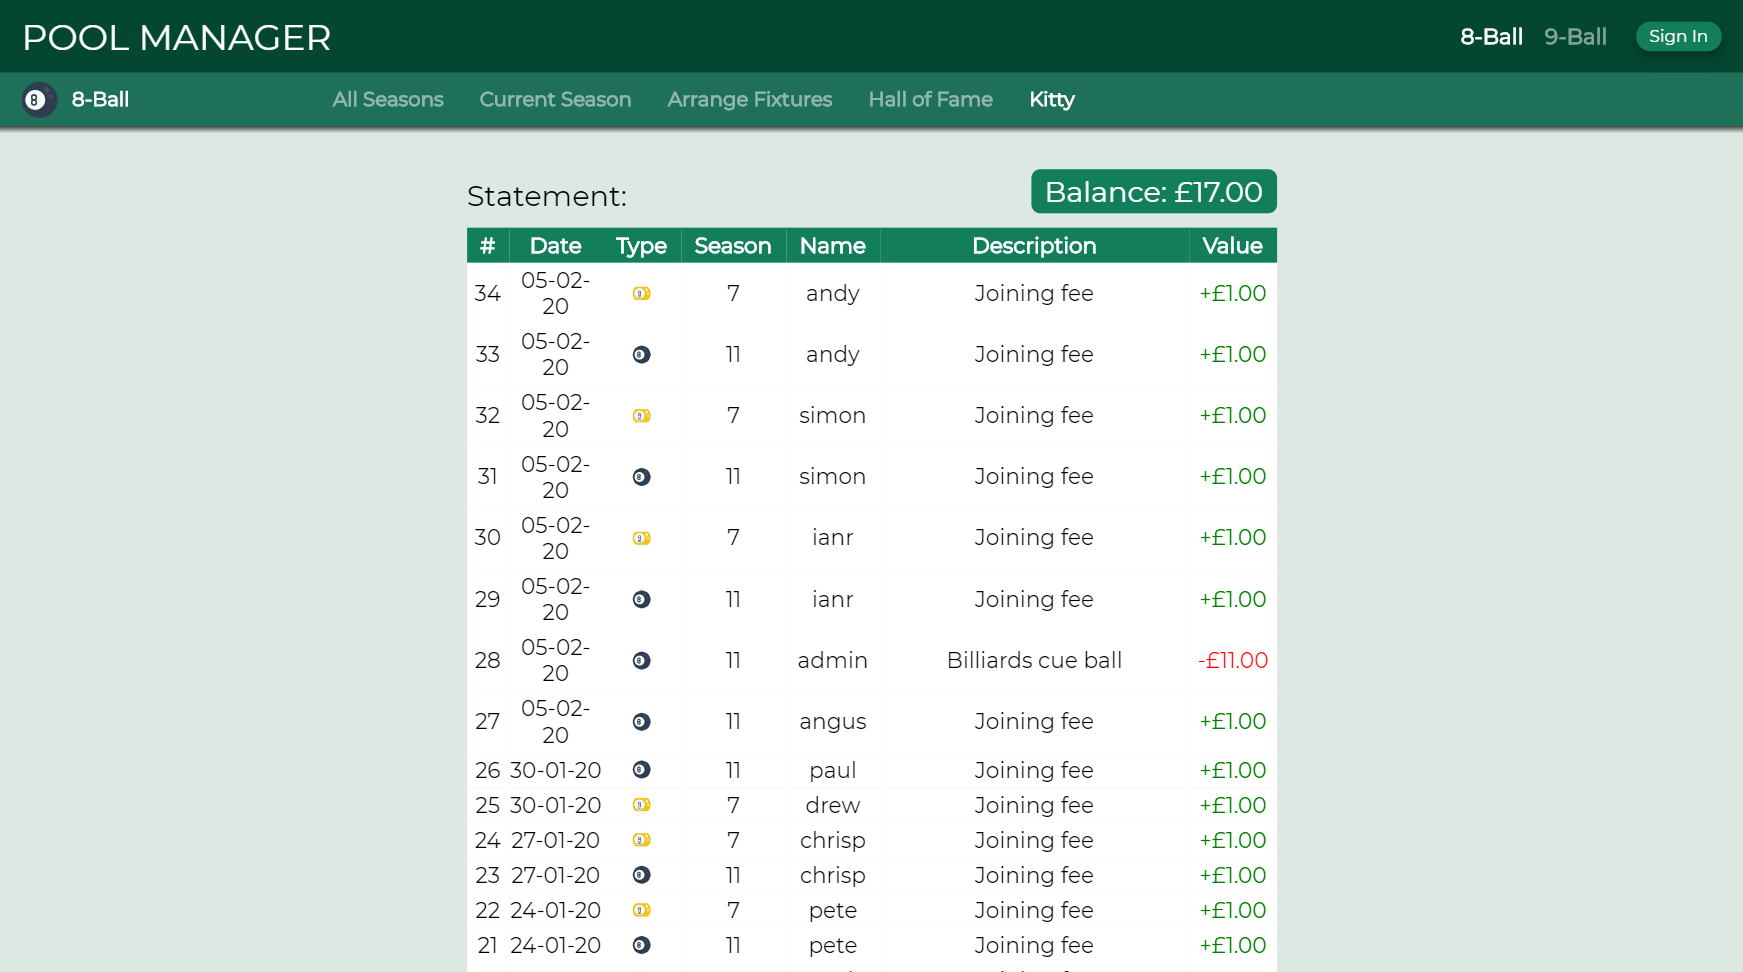 POOL MANAGER
8-Ball 9-Ball Sign In
8-Ball All Seasons Current Season Arrange Fixtures Hall of Fame Kitty
Statement: Balance: £17.00
# Date Type Season Name Description Value
34 05-02-20 7 andy Joining fee +£1.00
33 05-02-20 11 andy Joining fee +£1.00
32 05-02-20 7 simon Joining fee +£1.00
31 05-02-20 11 simon Joining fee +£1.00
30 05-02-20 7 ianr Joining fee +£1.00
29 05-02-20 11 ianr Joining fee +£1.00
28 05-02-20 11 admin Billiards cue ball -£11.00
27 05-02-20 11 angus Joining fee +£1.00
26 30-01-20 11 paul Joining fee +£1.00
25 30-01-20 7 drew Joining fee +£1.00
24 27-01-20 7 chrisp Joining fee +£1.00
23 27-01-20 11 chrisp Joining fee +£1.00
22 24-01-20 7 pete Joining fee +£1.00
21 24-01-20 11 pete Joining fee +£1.00